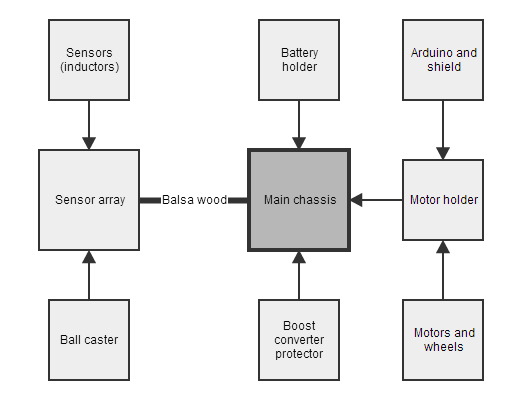 Sensors
(inductors)
Battery
holder
Arduino and
shield
Sensor array
Balsa wood
Main chassis
Motor holder
Ball caster
Boost
converter
protector
Motors and
wheels